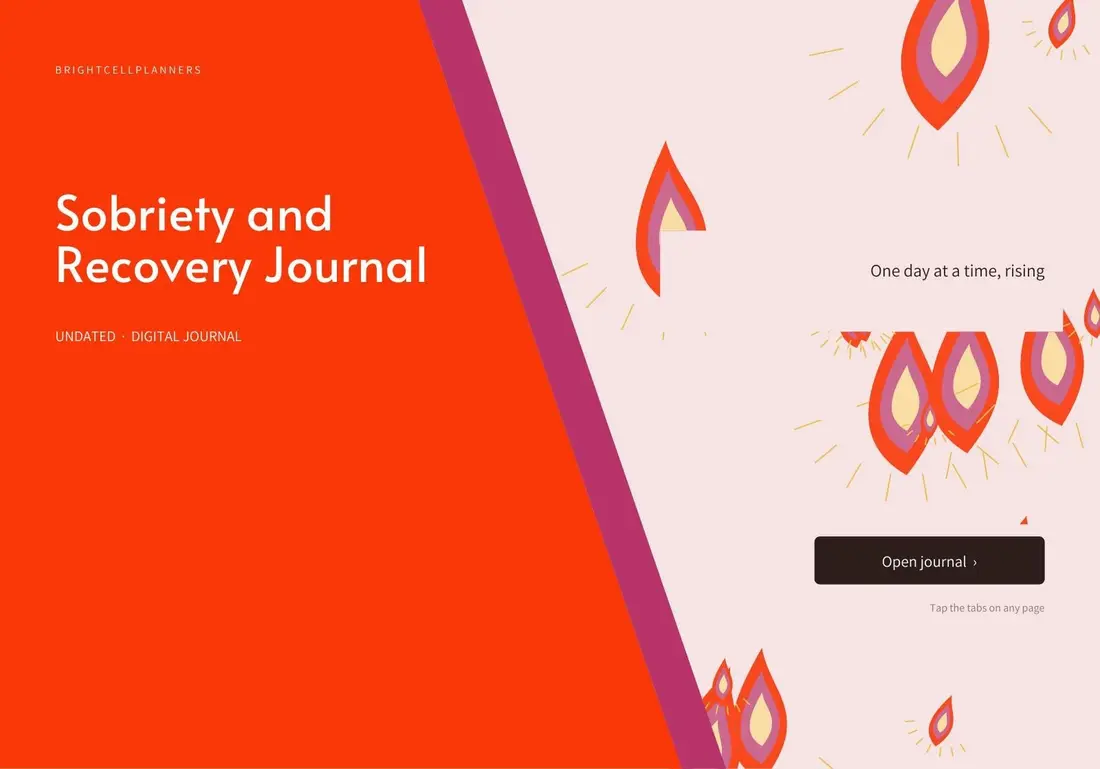 BRIGHTCELLPLANNERS
Sobriety and
Recovery Journal
UNDATED · DIGITAL JOURNAL
One day at a time, rising
Open journal ›
Tap the tabs on any page